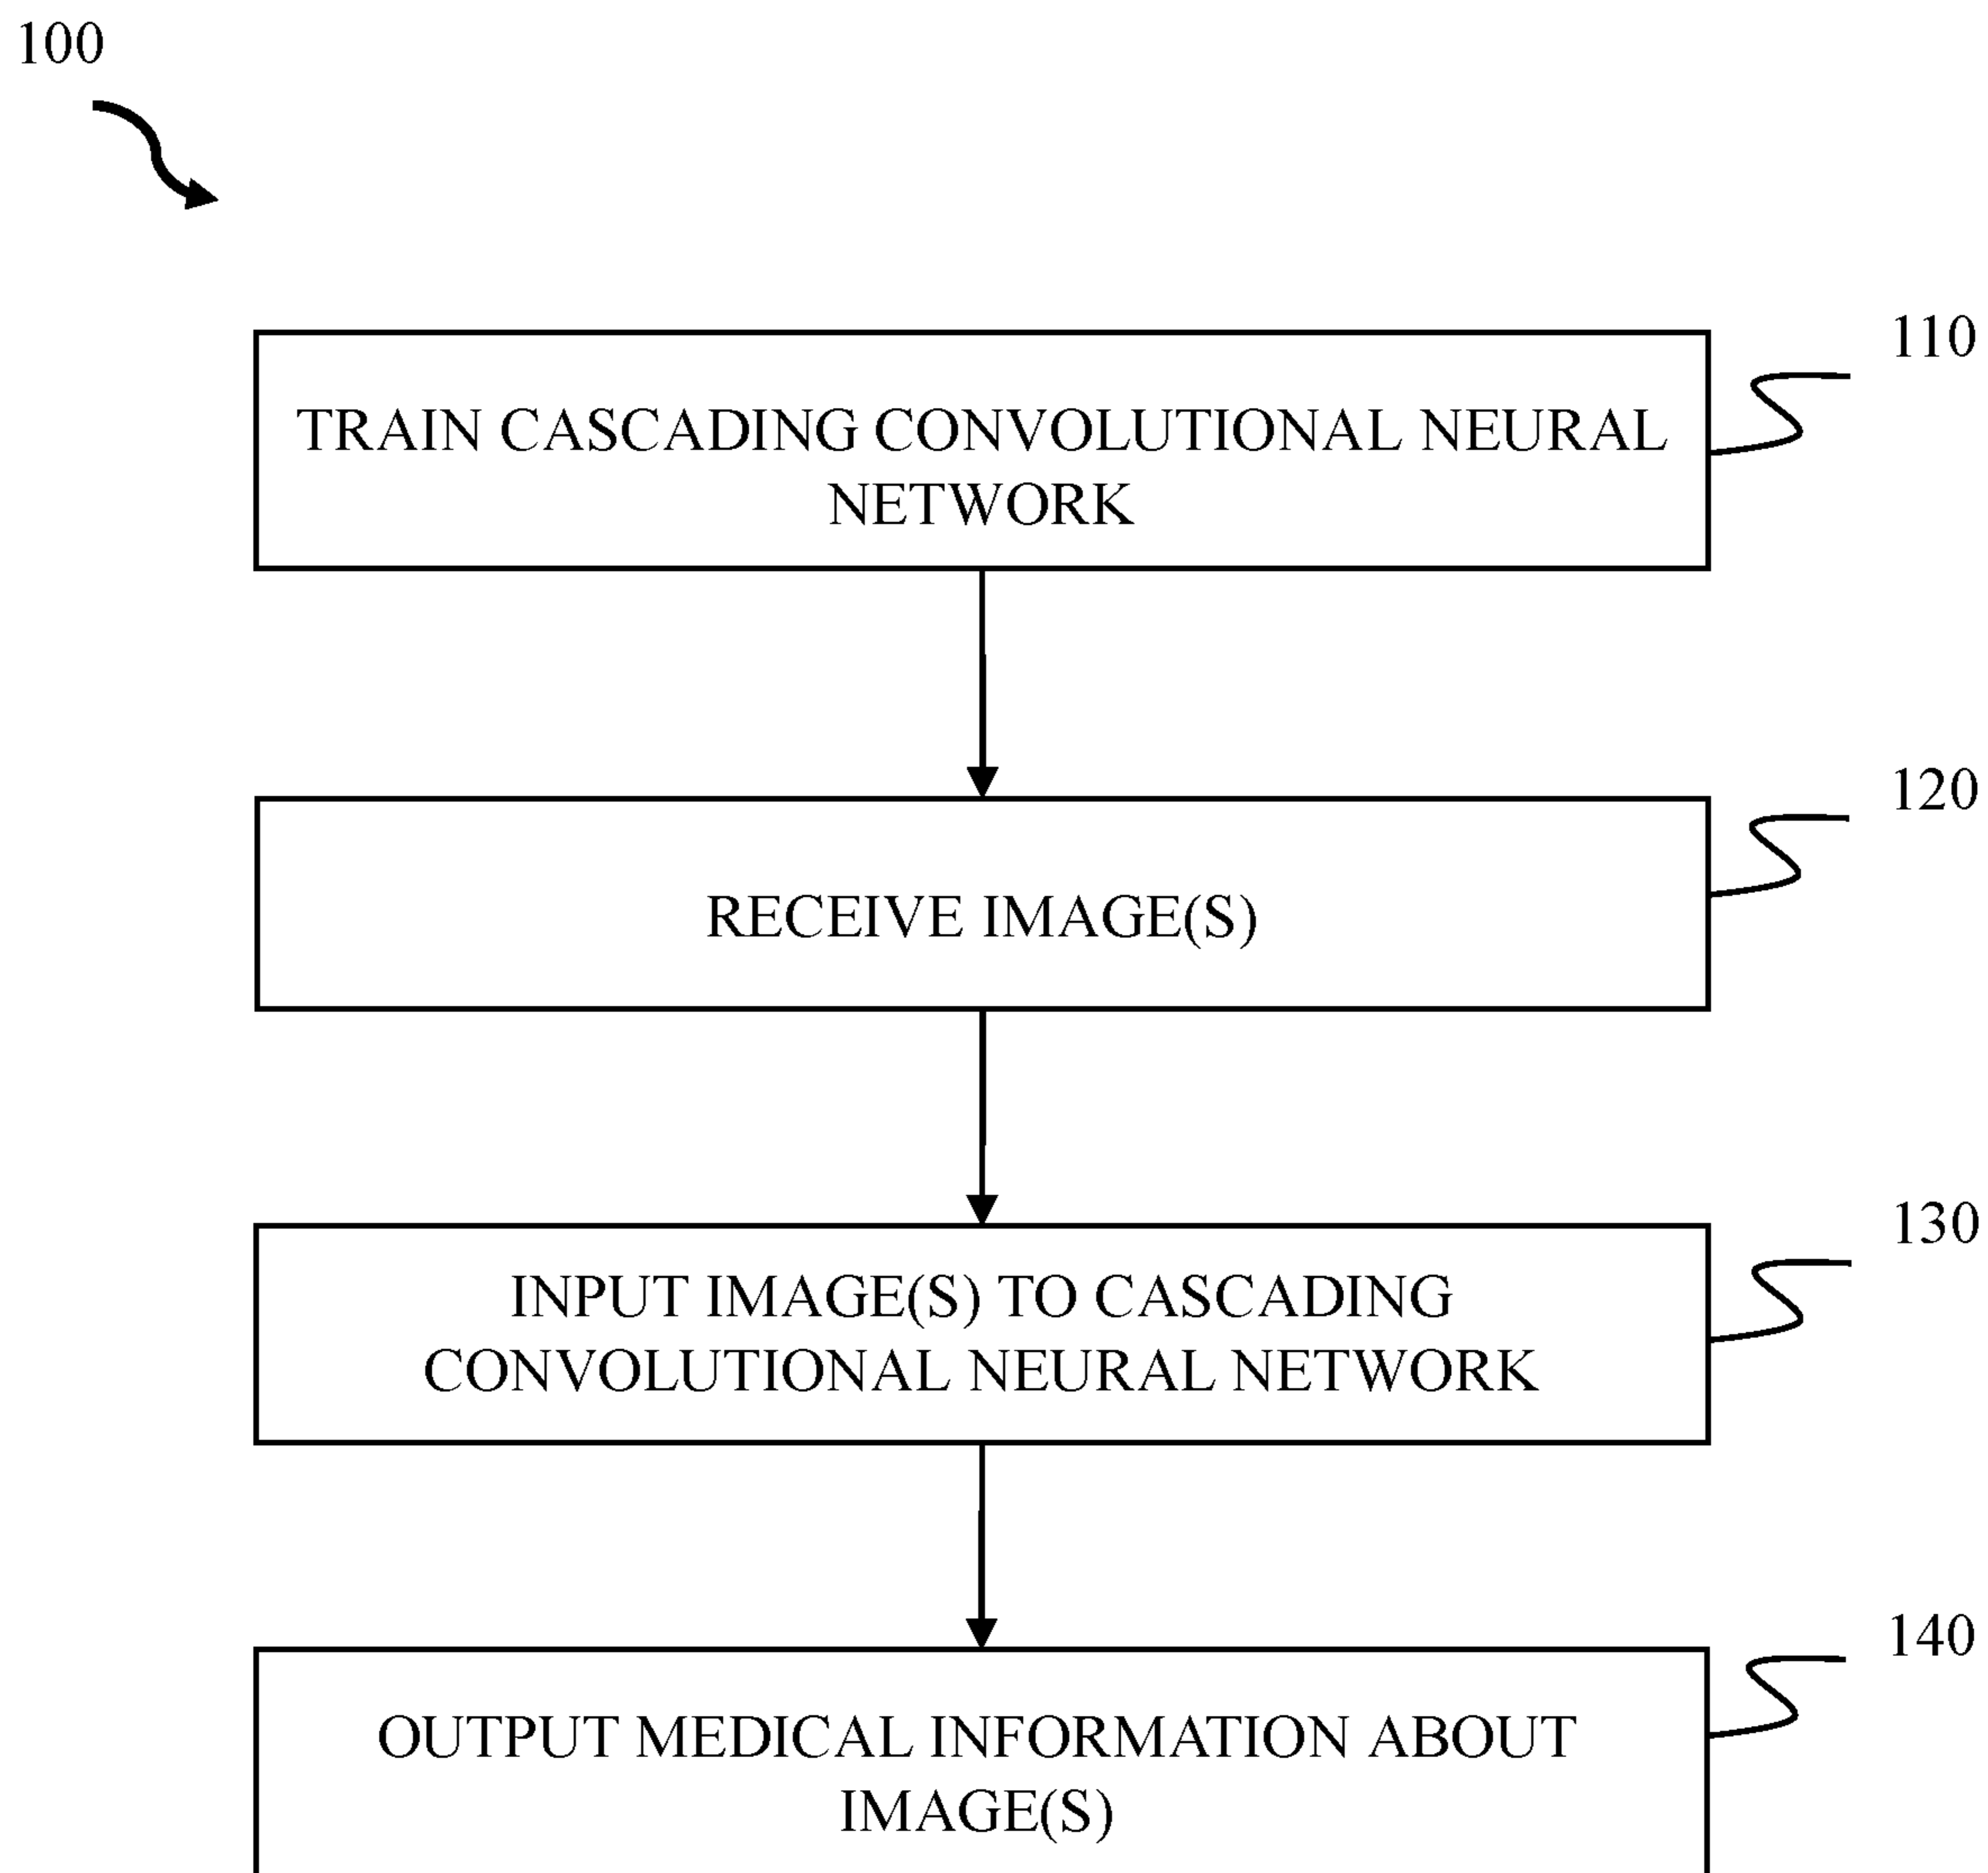 100
110
TRAIN CASCADING CONVOLUTIONAL NEURAL
NETWORK
120
RECEIVE IMAGE(S)
130
INPUT IMAGE(S) TO CASCADING
CONVOLUTIONAL NEURAL NETWORK
140
OUTPUT MEDICAL INFORMATION ABOUT
IMAGE(S)